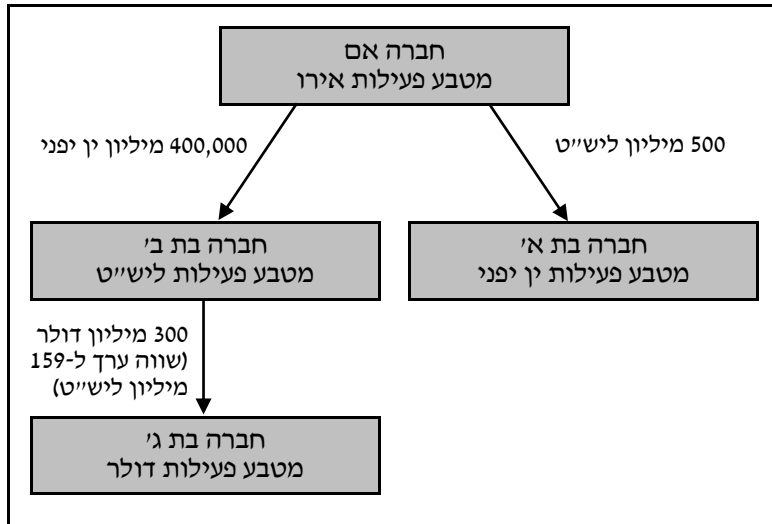 חברה אם
מטבע פעילות אירו
400,000 מיליון ין יפני
500 מיליון ליש״ט
חברה בת א׳
מטבע פעילות ין יפני
חברה בת ב׳
מטבע פעילות ליש״ט
300 מיליון דולר
(שווה ערך ל-159
מיליון ליש״ט)
חברה בת ג׳
מטבע פעילות דולר